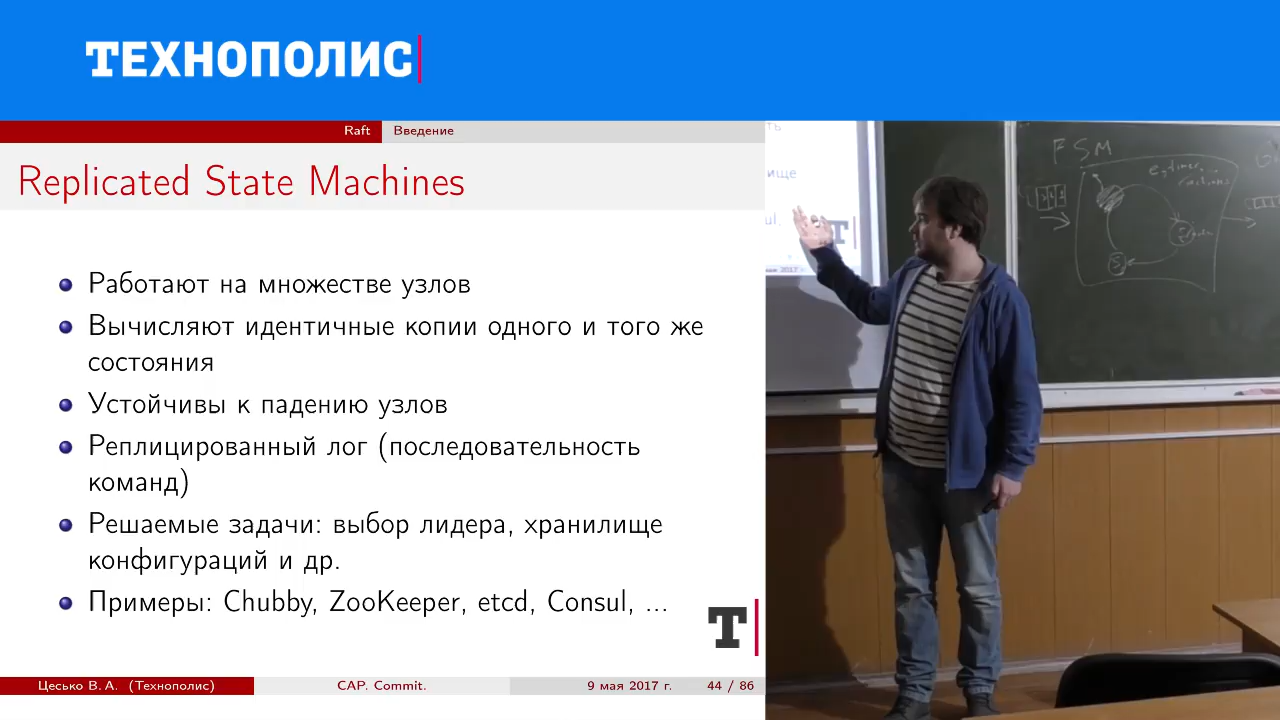 ТЕХНОПОЛИС
Raft Введение
Replicated State Machines
Работают на множестве узлов
Вычисляют идентичные копии одного и того же
состояния
Устойчивы к падению узлов
Реплицированный лог (последовательность
команд)
Решаемые задачи: выбор лидера, хранилище
конфигураций и др.
Примеры: Chubby, ZooKeeper, etcd, Consul, ...
T
Цесько В. А. (Технополис) CAP. Commit. 9 мая 2017 г. 44 / 86
ище
FSM